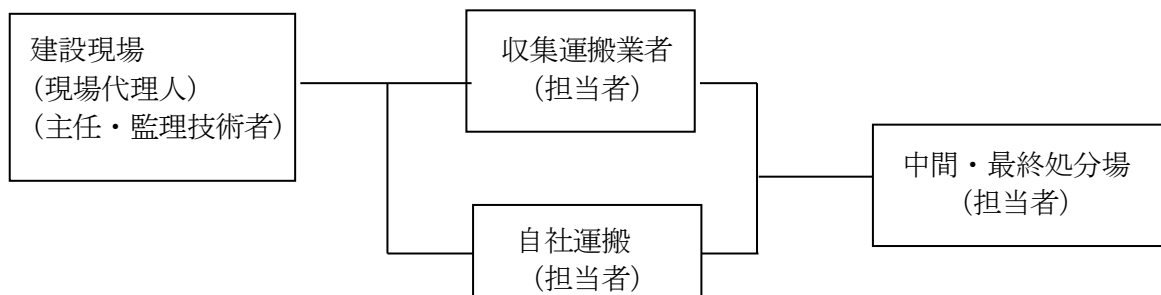 建設現場
(現場代理人)
(主任・監理技術者)
収集運搬業者
(担当者)
中間・最終処分場
(担当者)
自社運搬
(担当者)